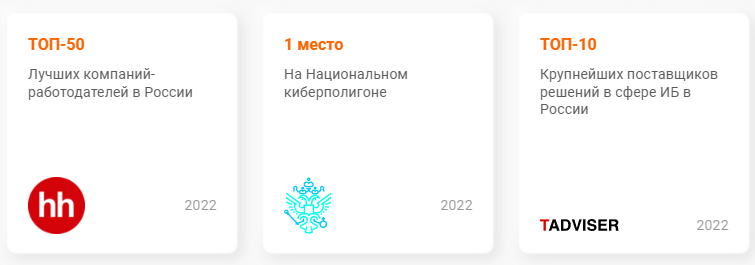 ТОП-50
Лучших компаний-
работодателей в России
hh
2022
1 место
На Национальном
киберполигоне
2022
ТОП-10
Крупнейших поставщиков
решений в сфере ИБ в
России
TADVISER
2022